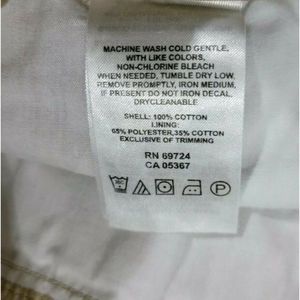 MACHINE WASH COLD GENTLE,
WITH LIKE COLORS,
NON-CHLORINE BLEACH
WHEN NEEDED, TUMBLE DRY LOW,
REMOVE PROMPTLY, IRON MEDIUM,
IF PRESENT DO NOT IRON DECAL.
DRYCLEANABLE
SHELL: 100% COTTON
LINING:
65% POLYESTER,35% COTTON
EXCLUSIVE OF TRIMMING
RN 69724
CA 05367
P